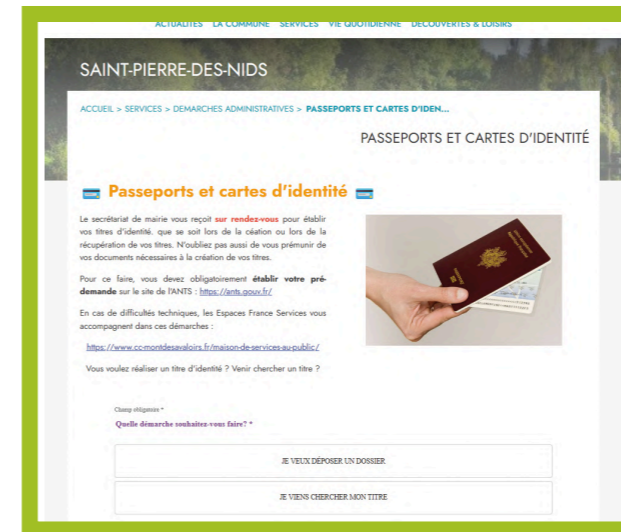 ACTUALITÉS LA COMMUNE SERVICES VIE QUOTIDIENNE DÉCOUVERTES & LOISIRS
SAINT-PIERRE-DES-NIDS
ACCUEIL > SERVICES > DEMARCHES ADMINISTRATIVES > PASSEPORTS ET CARTES D'IDEN...
PASSEPORTS ET CARTES D'IDENTITÉ
Passeports et cartes d'identité
Le secrétariat de mairie vous reçoit sur rendez-vous pour établir
vos titres d'identité. que se soit lors de la céation ou lors de la
récupération de vos titres. N'oubliez pas aussi de vous prémunir de
vos documents nécessaires à la création de vos titres.
Pour ce faire, vous devez obligatoirement établir votre pré-
demande sur le site de l'ANTS : https://ants.gouv.fr/
En cas de difficultés techniques, les Espaces France Services vous
accompagnent dans ces démarches :
https://www.cc-montdesavaloirs.fr/maison-de-services-au-public/
Vous voulez réaliser un titre d'identité ? Venir chercher un titre ?
Champ obligatoire *
Quelle démarche souhaitez-vous faire? *
JE VEUX DÉPOSER UN DOSSIER
JE VIENS CHERCHER MON TITRE